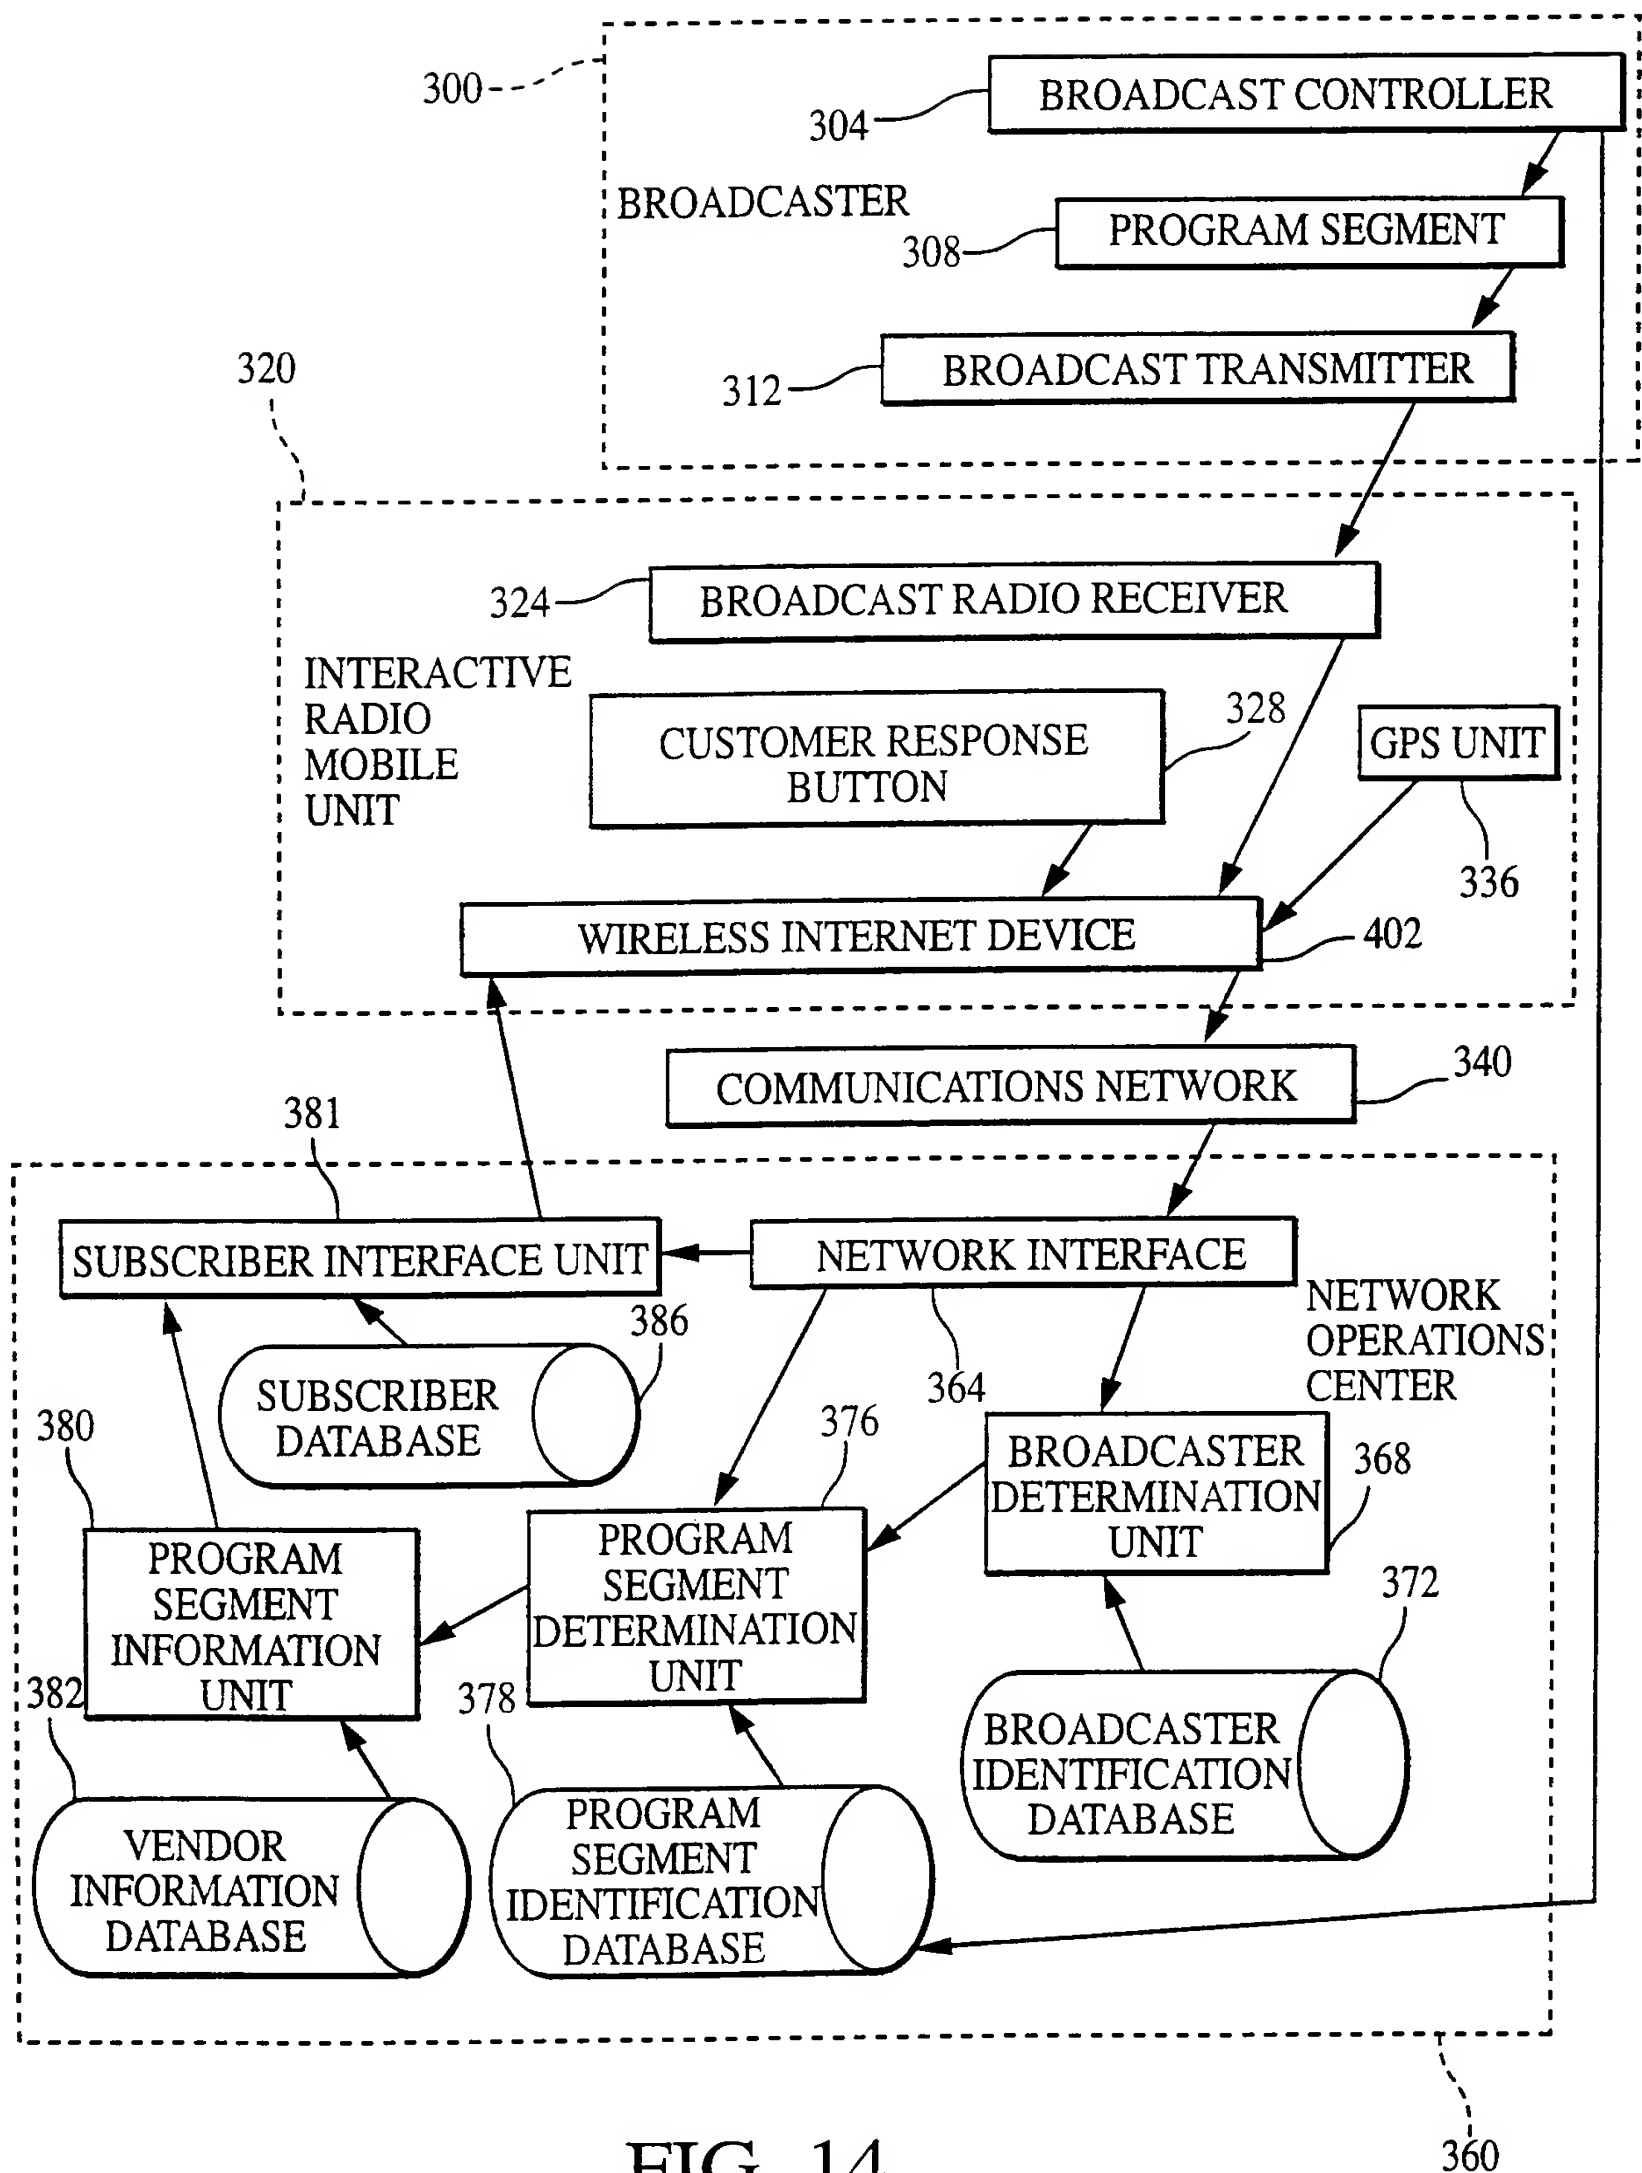 300
BROADCAST CONTROLLER
304
BROADCASTER
PROGRAM SEGMENT
308
320
BROADCAST TRANSMITTER
312
BROADCAST RADIO RECEIVER
324
INTERACTIVE
RADIO
MOBILE
UNIT
CUSTOMER RESPONSE
BUTTON
328
GPS UNIT
336
WIRELESS INTERNET DEVICE
402
COMMUNICATIONS NETWORK
340
381
SUBSCRIBER INTERFACE UNIT
NETWORK INTERFACE
364
NETWORK
OPERATIONS
CENTER
386
SUBSCRIBER
DATABASE
380
376
BROADCASTER
DETERMINATION
UNIT
368
PROGRAM
SEGMENT
INFORMATION
UNIT
PROGRAM
SEGMENT
DETERMINATION
UNIT
372
382
378
BROADCASTER
IDENTIFICATION
DATABASE
VENDOR
INFORMATION
DATABASE
PROGRAM
SEGMENT
IDENTIFICATION
DATABASE
360
FIG. 14